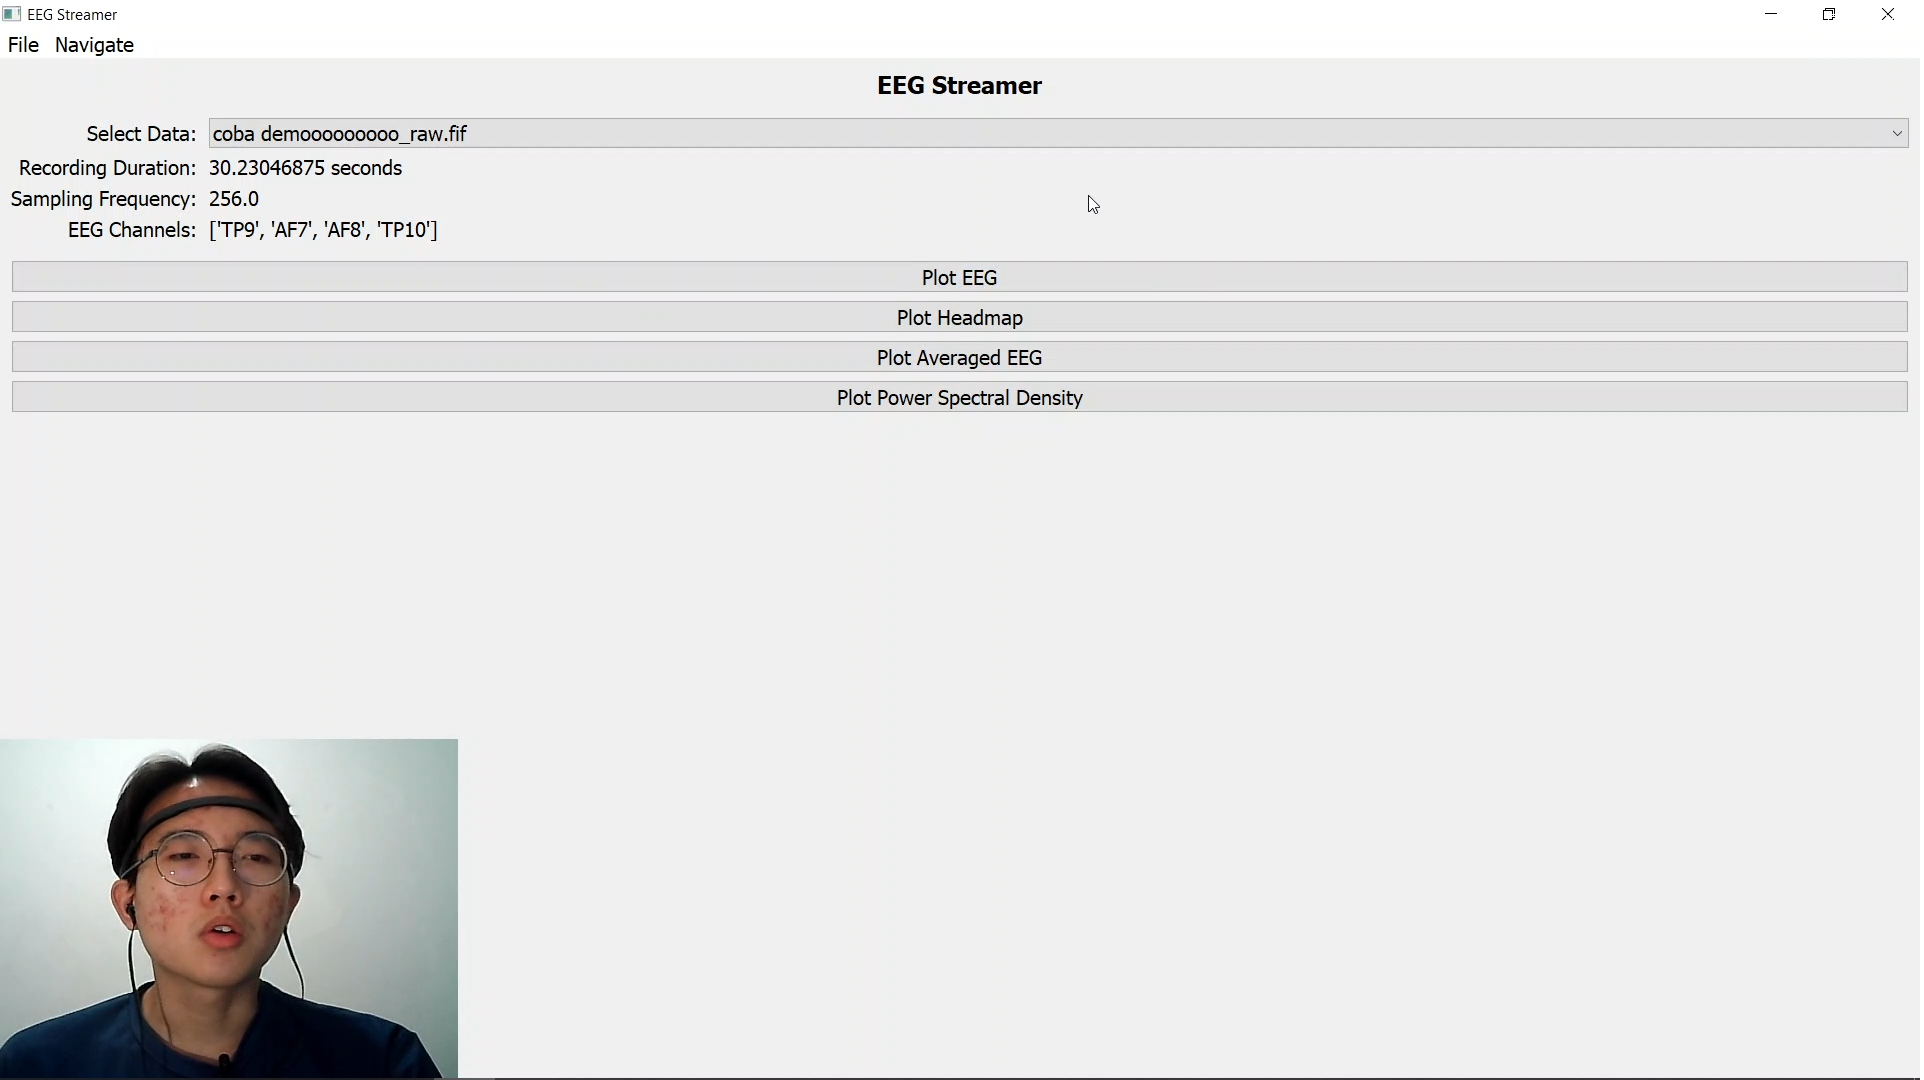 EEG Streamer
File Navigate
EEG Streamer
Select Data: coba demooooooooo_raw.fif
Recording Duration: 30.23046875 seconds
Sampling Frequency: 256.0
EEG Channels: ['TP9', 'AF7', 'AF8', 'TP10']
Plot EEG
Plot Headmap
Plot Averaged EEG
Plot Power Spectral Density